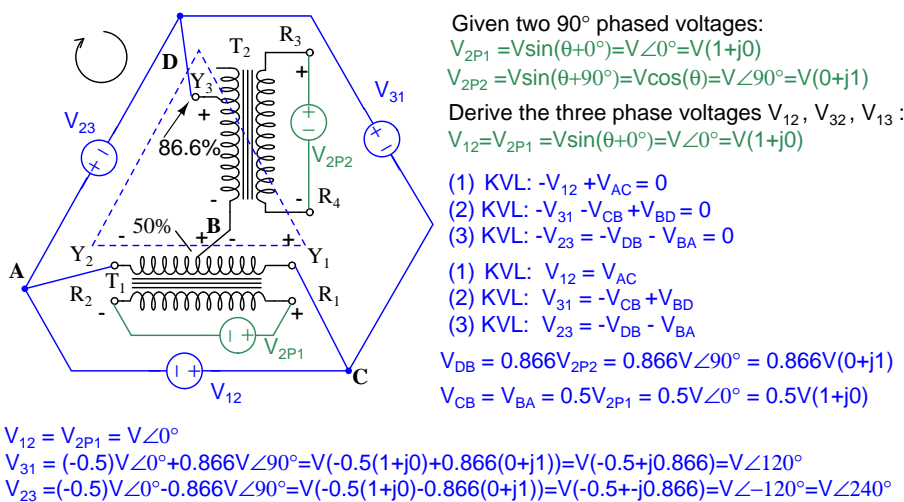 Given two 90° phased voltages:
V2P1 =Vsin(θ+0°)=V∠0°=V(1+j0)
V2P2 =Vsin(θ+90°)=Vcos(θ)=V∠90°=V(0+j1)
Derive the three phase voltages V12, V32, V13 :
V12=V2P1 =Vsin(θ+0°)=V∠0°=V(1+j0)
(1) KVL: -V12 +VAC = 0
(2) KVL: -V31 -VCB +VBD = 0
(3) KVL: -V23 = -VDB - VBA = 0
(1) KVL: V12 = VAC
(2) KVL: V31 = -VCB +VBD
(3) KVL: V23 = -VDB - VBA
VDB = 0.866V2P2 = 0.866V∠90° = 0.866V(0+j1)
VCB = VBA = 0.5V2P1 = 0.5V∠0° = 0.5V(1+j0)
D
T2
R3
Y3
+
+
V31
+
−
V23
+
−
86.6%
+
−
V2P2
-
-
R4
50%
B
-
+
-
+
Y2
Y1
A
T1
R2
R1
-
+
− +
V2P1
− +
V12
C
V12 = V2P1 = V∠0°
V31 = (-0.5)V∠0°+0.866V∠90°=V(-0.5(1+j0)+0.866(0+j1))=V(-0.5+j0.866)=V∠120°
V23 =(-0.5)V∠0°-0.866V∠90°=V(-0.5(1+j0)-0.866(0+j1))=V(-0.5+-j0.866)=V∠−120°=V∠240°